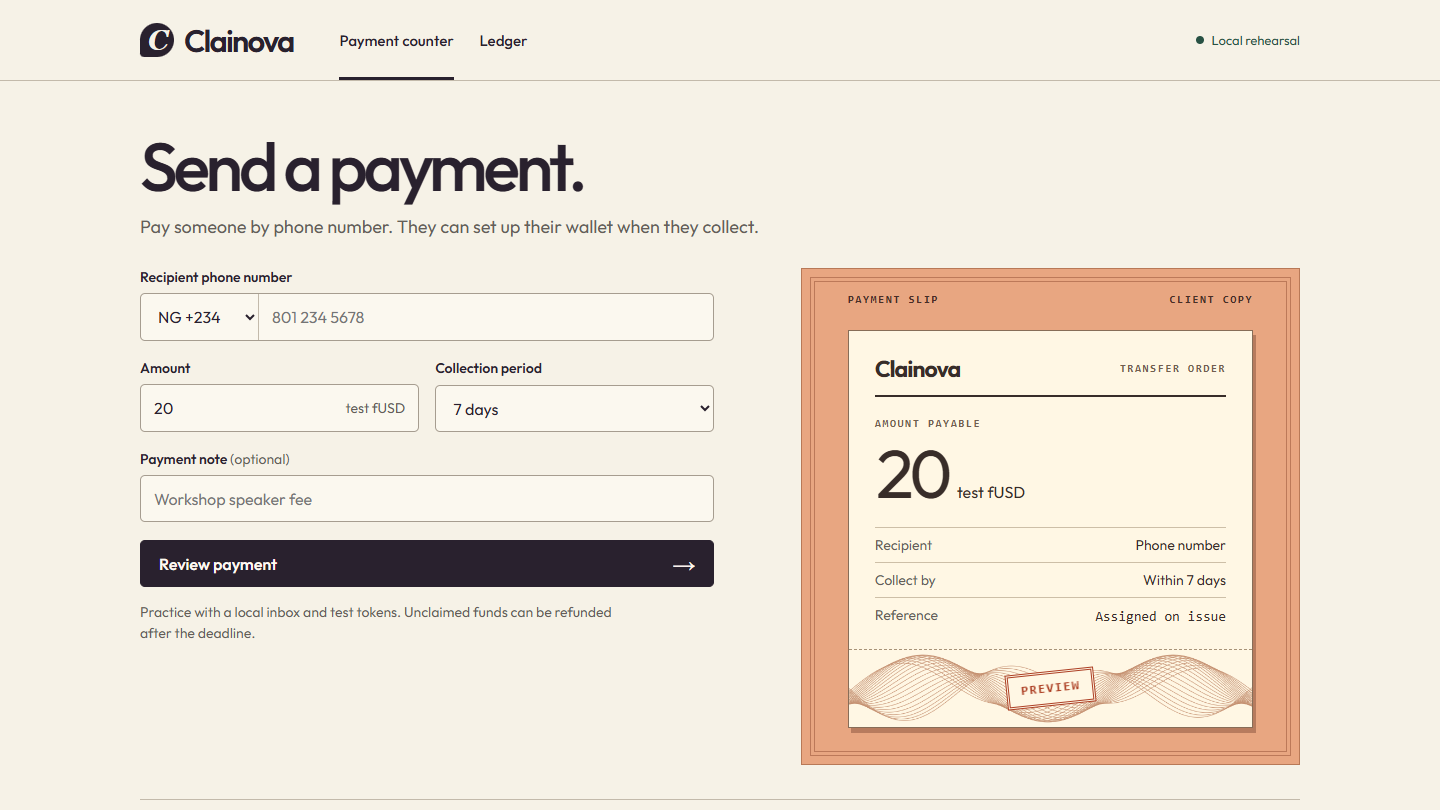 C Clainova
Payment counter
Ledger
Local rehearsal
Send a payment.
Pay someone by phone number. They can set up their wallet when they collect.
Recipient phone number
NG +234
801 234 5678
Amount
Collection period
20
test fUSD
7 days
Payment note (optional)
Workshop speaker fee
Review payment →
Practice with a local inbox and test tokens. Unclaimed funds can be refunded
after the deadline.
PAYMENT SLIP
CLIENT COPY
Clainova
TRANSFER ORDER
AMOUNT PAYABLE
20 test fUSD
Recipient
Phone number
Collect by
Within 7 days
Reference
Assigned on issue
PREVIEW